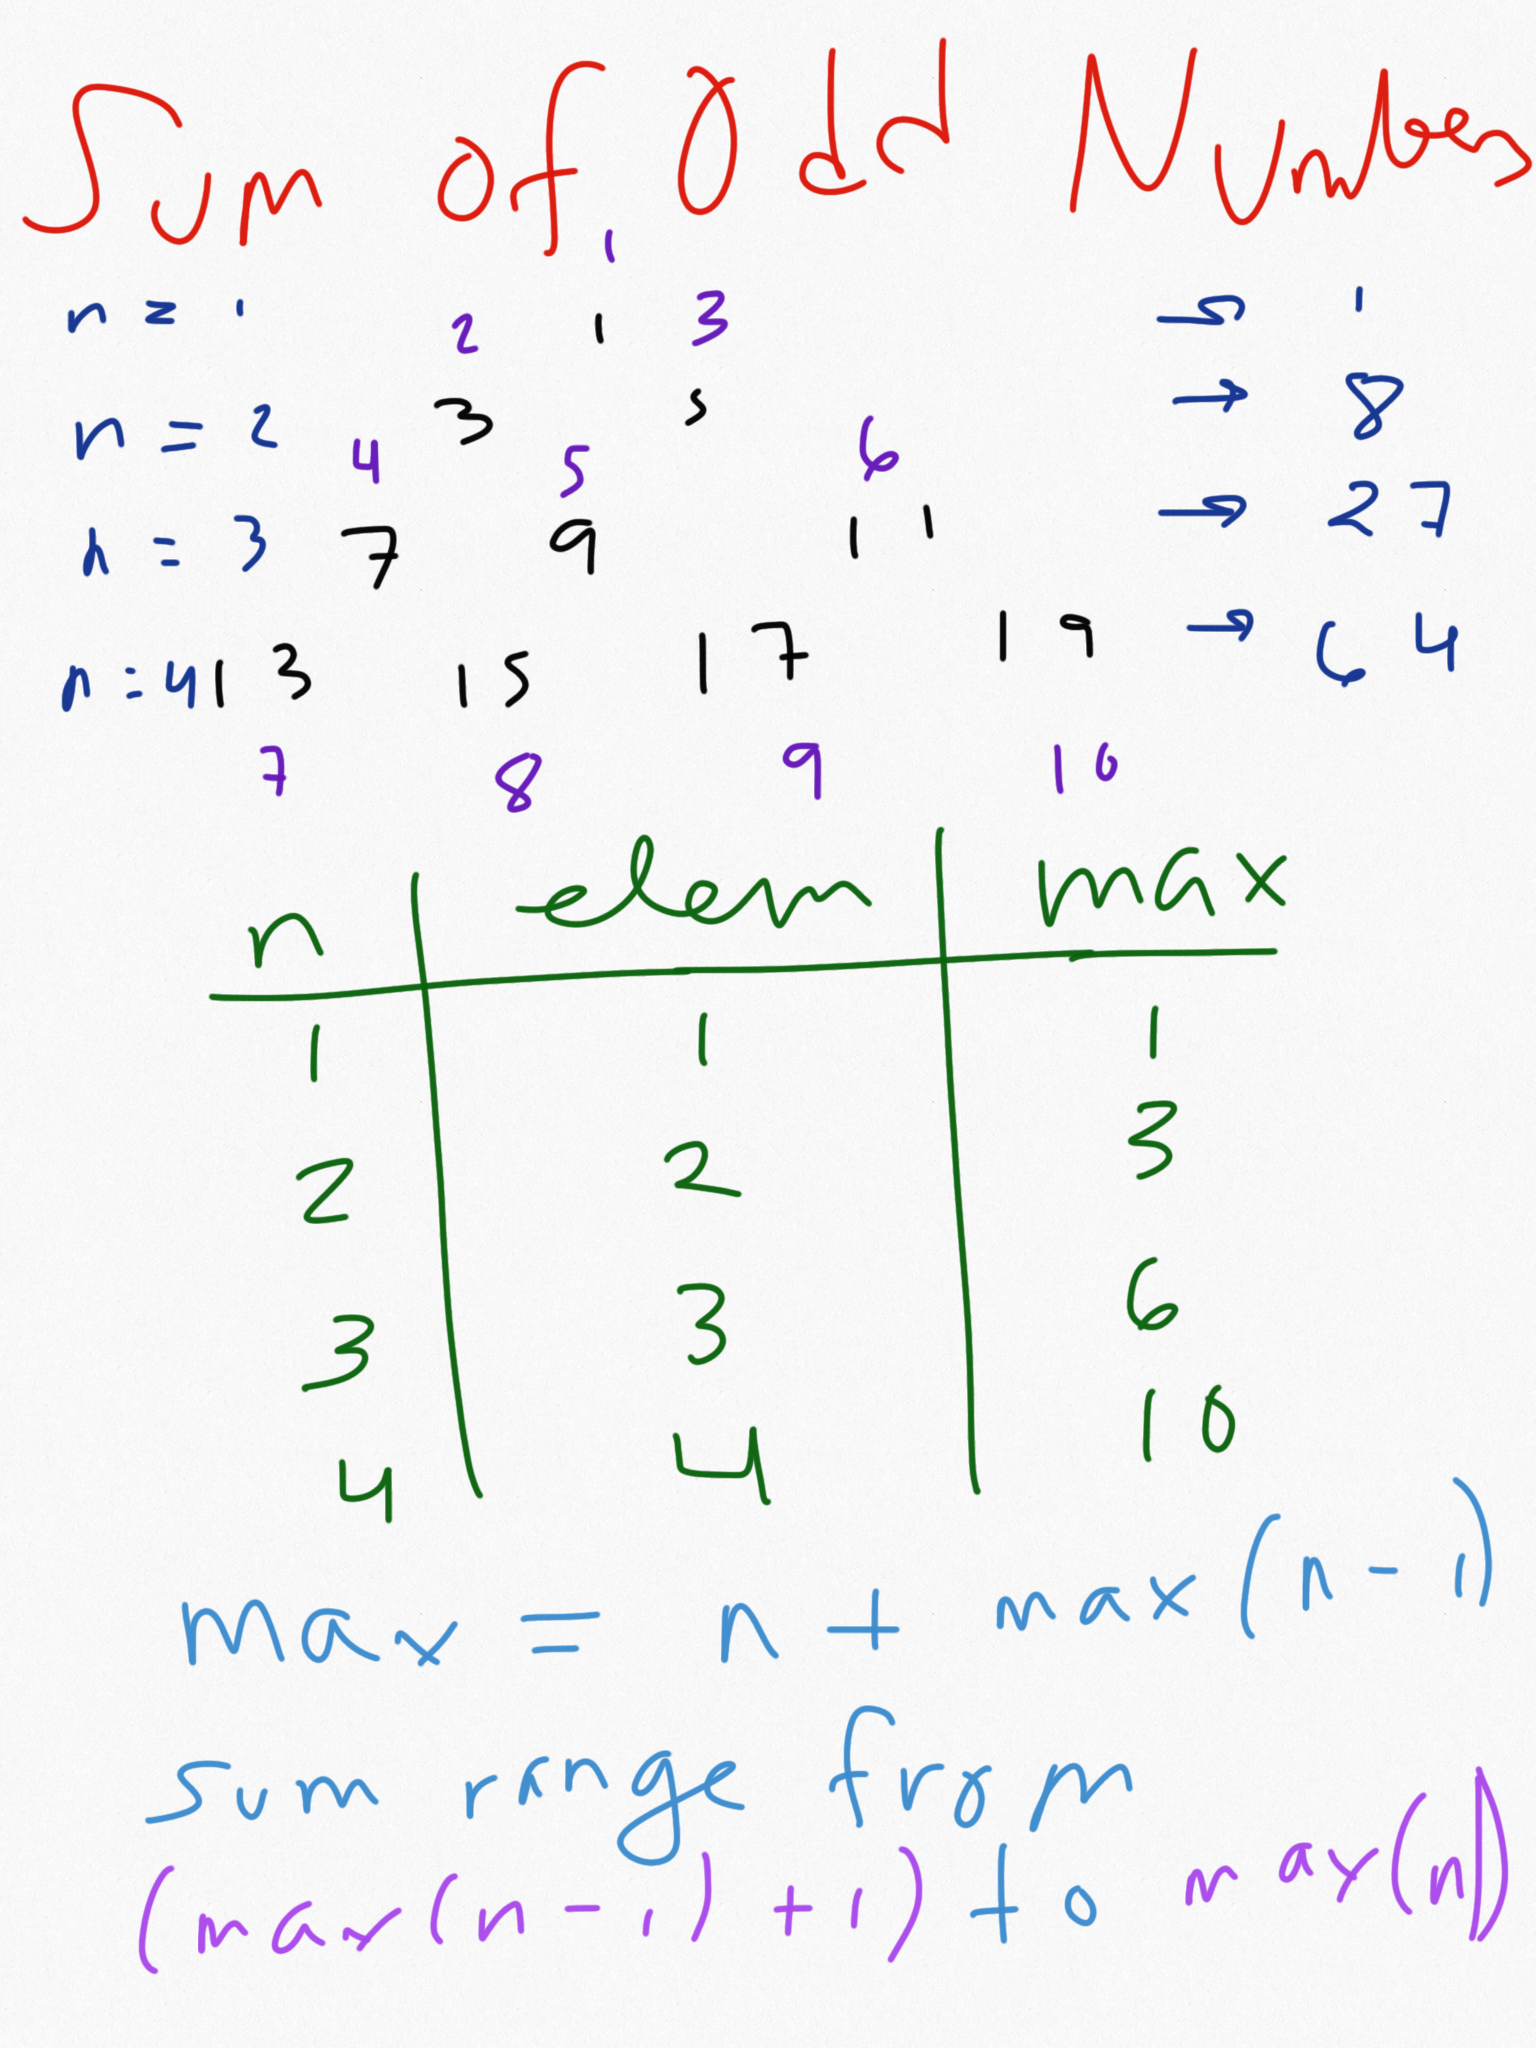 Sum of Odd Numbers
1
n = 1 1 → 1
2 3
n = 2 3 5 → 8
4 5 6
n = 3 7 9 11 → 27
n = 4 13 15 17 19 → 64
7 8 9 10
n elem max
1 1 1
2 2 3
3 3 6
4 4 10
max = n + max(n - 1)
sum range from
(max(n - 1) + 1) to max(n)